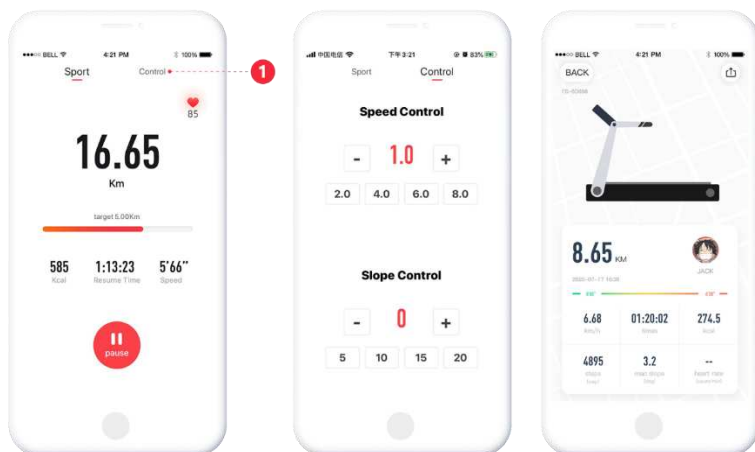 BELL 4:21 PM 100%
Sport Control
1
85
16.65
Km
target 5.00Km
585 1:13:23 5'66"
Kcal Resume Time Speed
pause
中国电信 下午 3:21 83%
Sport Control
Speed Control
- 1.0 +
2.0 4.0 6.0 8.0
Slope Control
- 0 +
5 10 15 20
BELL 4:21 PM 100%
BACK
8.65 KM
JACK
6.68 01:20:02 274.5
4895 3.2 --